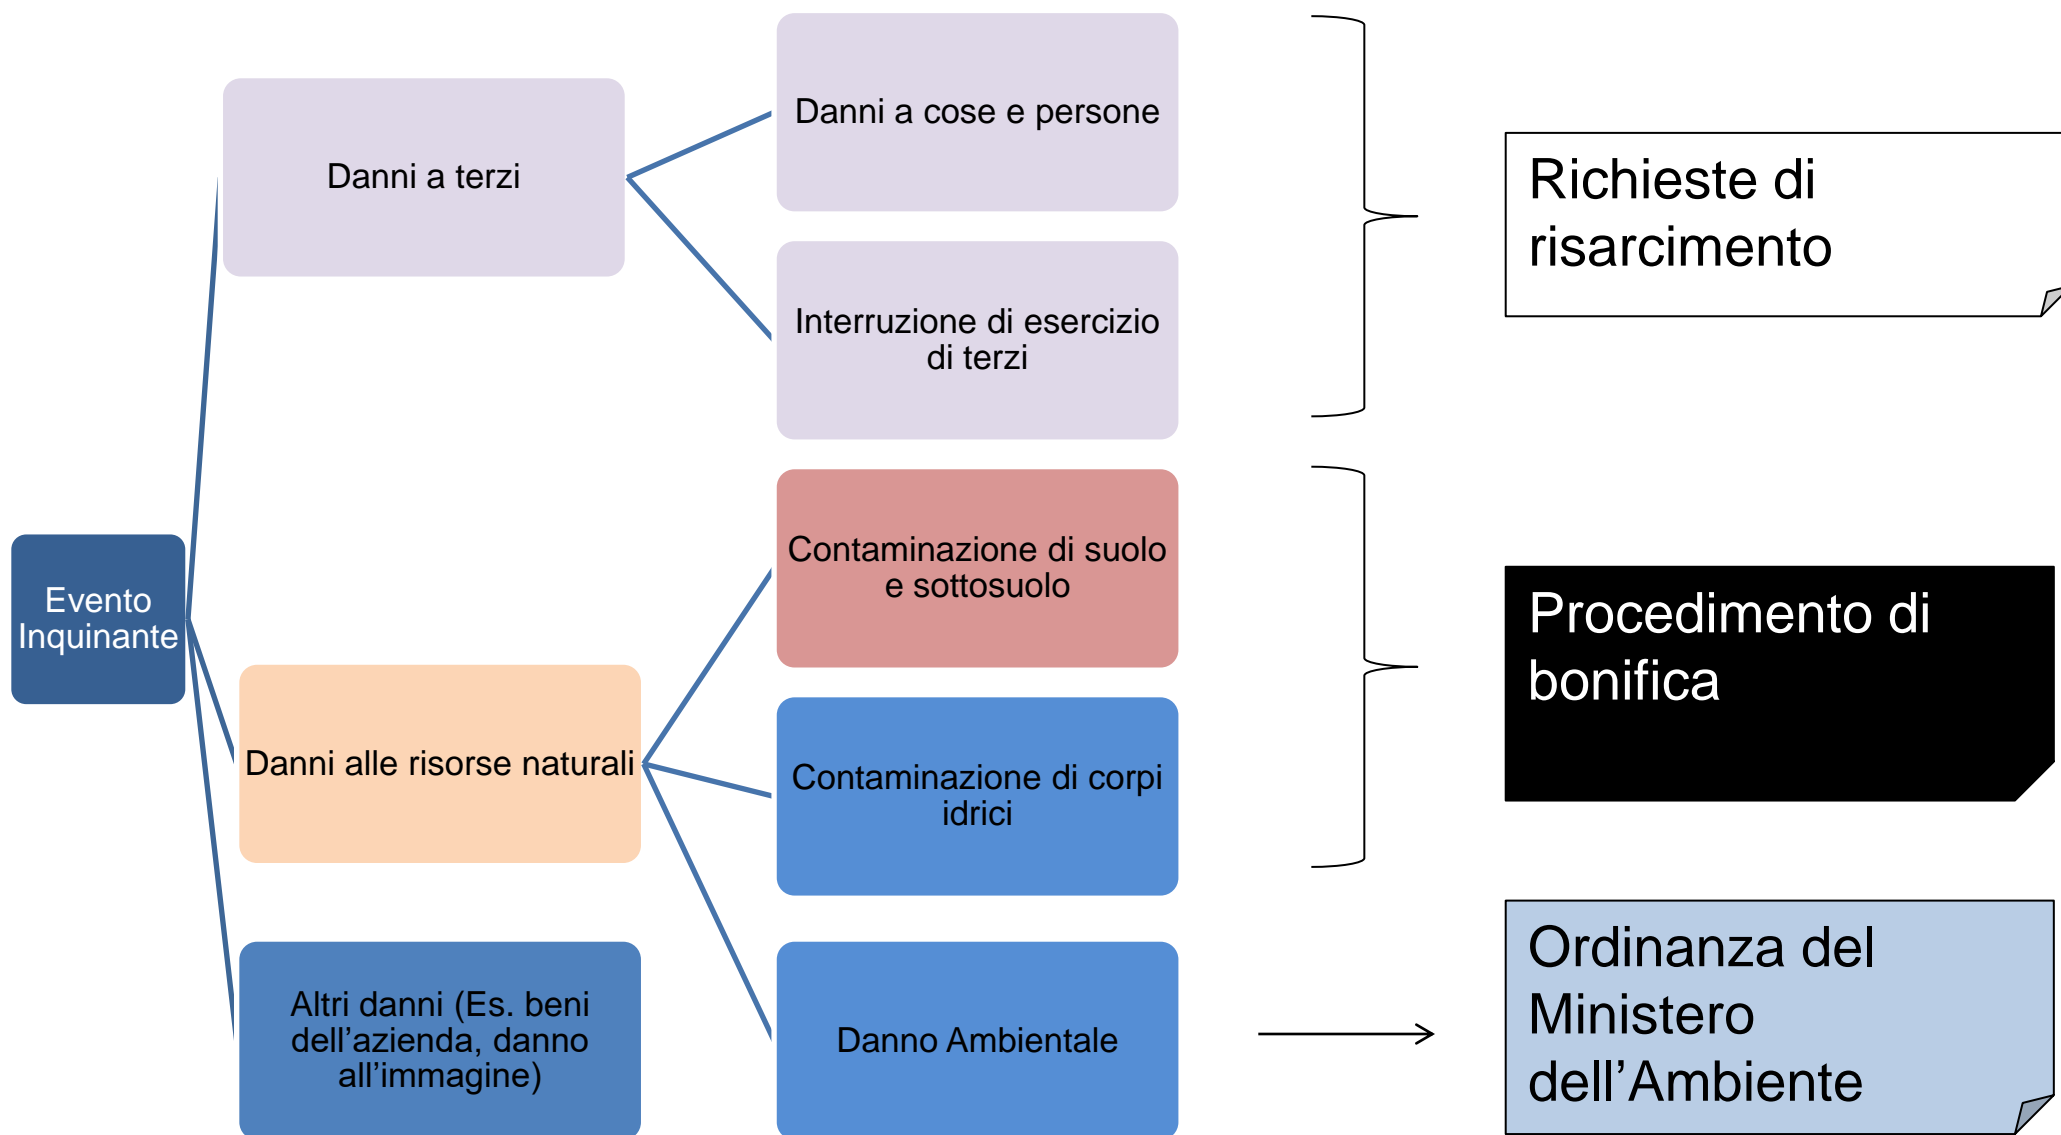 Danni a cose e persone
Danni a terzi
Richieste di
risarcimento
Interruzione di esercizio
di terzi
Contaminazione di suolo
e sottosuolo
Evento
Inquinante
Procedimento di
bonifica
Danni alle risorse naturali
Contaminazione di corpi
idrici
Altri danni (Es. beni
dell’azienda, danno
all’immagine)
Danno Ambientale
Ordinanza del
Ministero
dell’Ambiente